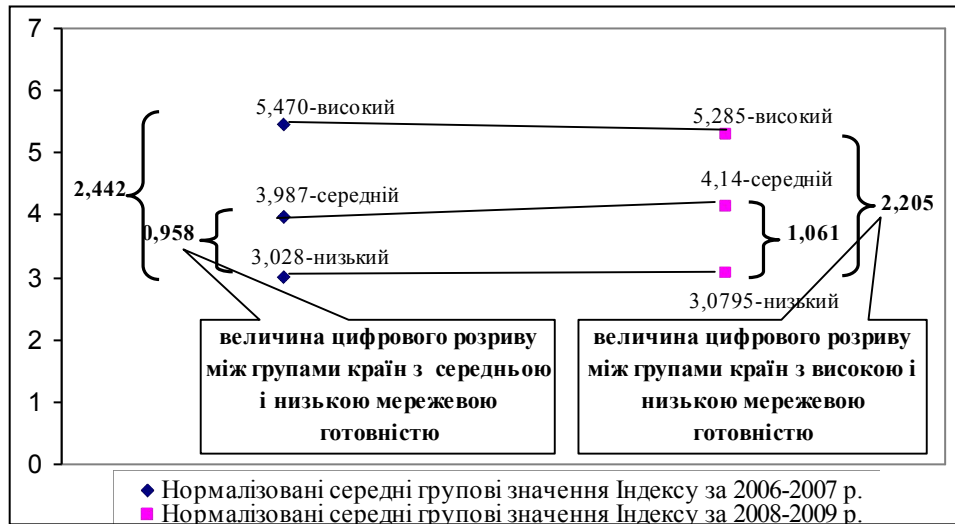 7
6
5
4
3
2
1
0
5,470-високий
5,285-високий
2,442
3,987-середній
4,14-середній
2,205
0,958
1,061
3,028-низький
3,0795-низький
величина цифрового розриву
між групами країн з середньою
і низькою мережевою
готовністю
величина цифрового розриву
між групами країн з високою і
низькою мережевою
готовністю
Нормалізовані середні групові значення Індексу за 2006-2007 р.
Нормалізовані середні групові значення Індексу за 2008-2009 р.